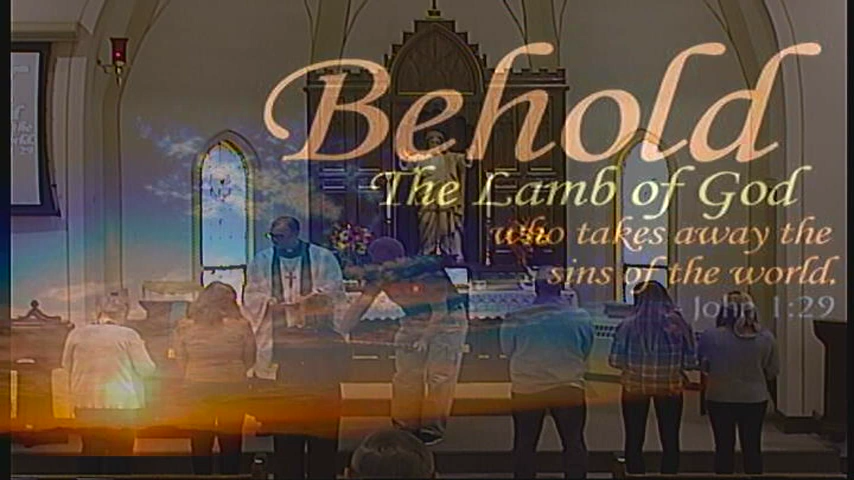 Behold
The Lamb of God
who takes away the
sins of the world.
John 1:29